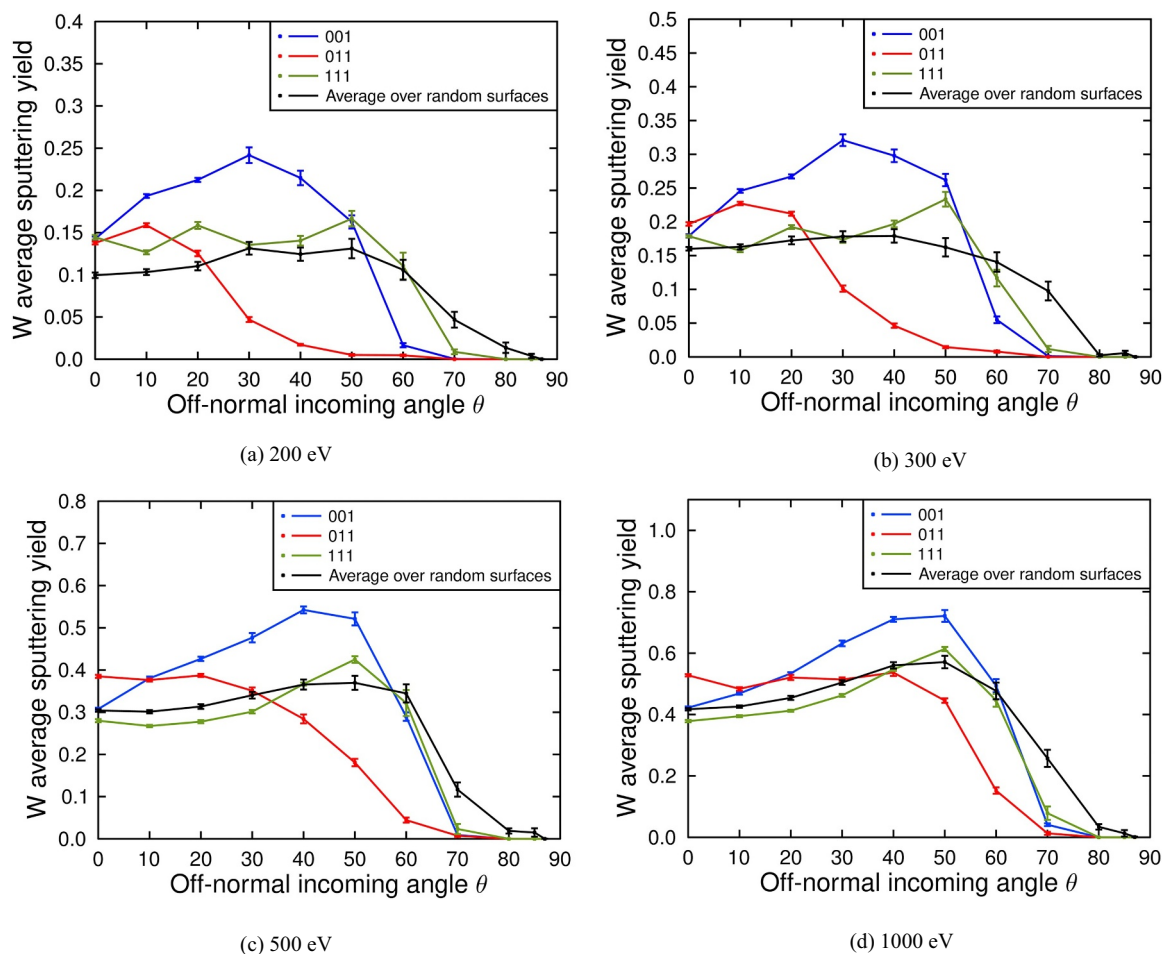 W average sputtering yield
0.4
0.35
0.3
0.25
0.20
0.15
0.1
0.05
0.0
0 10 20 30 40 50 60 70 80 90
Off-normal incoming angle θ
001
011
111
Average over random surfaces
(a) 200 eV
W average sputtering yield
0.5
0.45
0.4
0.35
0.3
0.25
0.2
0.15
0.1
0.05
0.0
0 10 20 30 40 50 60 70 80 90
Off-normal incoming angle θ
001
011
111
Average over random surfaces
(b) 300 eV
W average sputtering yield
0.8
0.7
0.6
0.5
0.4
0.3
0.2
0.1
0.0
0 10 20 30 40 50 60 70 80 90
Off-normal incoming angle θ
001
011
111
Average over random surfaces
(c) 500 eV
W average sputtering yield
1.0
0.8
0.6
0.4
0.2
0.0
0 10 20 30 40 50 60 70 80 90
Off-normal incoming angle θ
001
011
111
Average over random surfaces
(d) 1000 eV